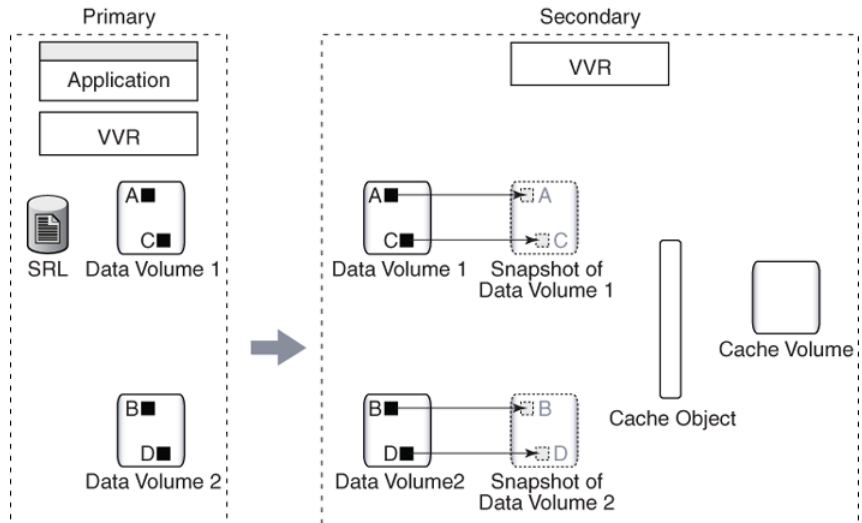 Primary
Secondary
Application
VVR
VVR
A
C
SRL
Data Volume 1
A
C
Data Volume 1
A
C
Snapshot of
Data Volume 1
Cache Volume
Cache Object
B
D
Data Volume 2
B
D
Data Volume2
B
D
Snapshot of
Data Volume 2